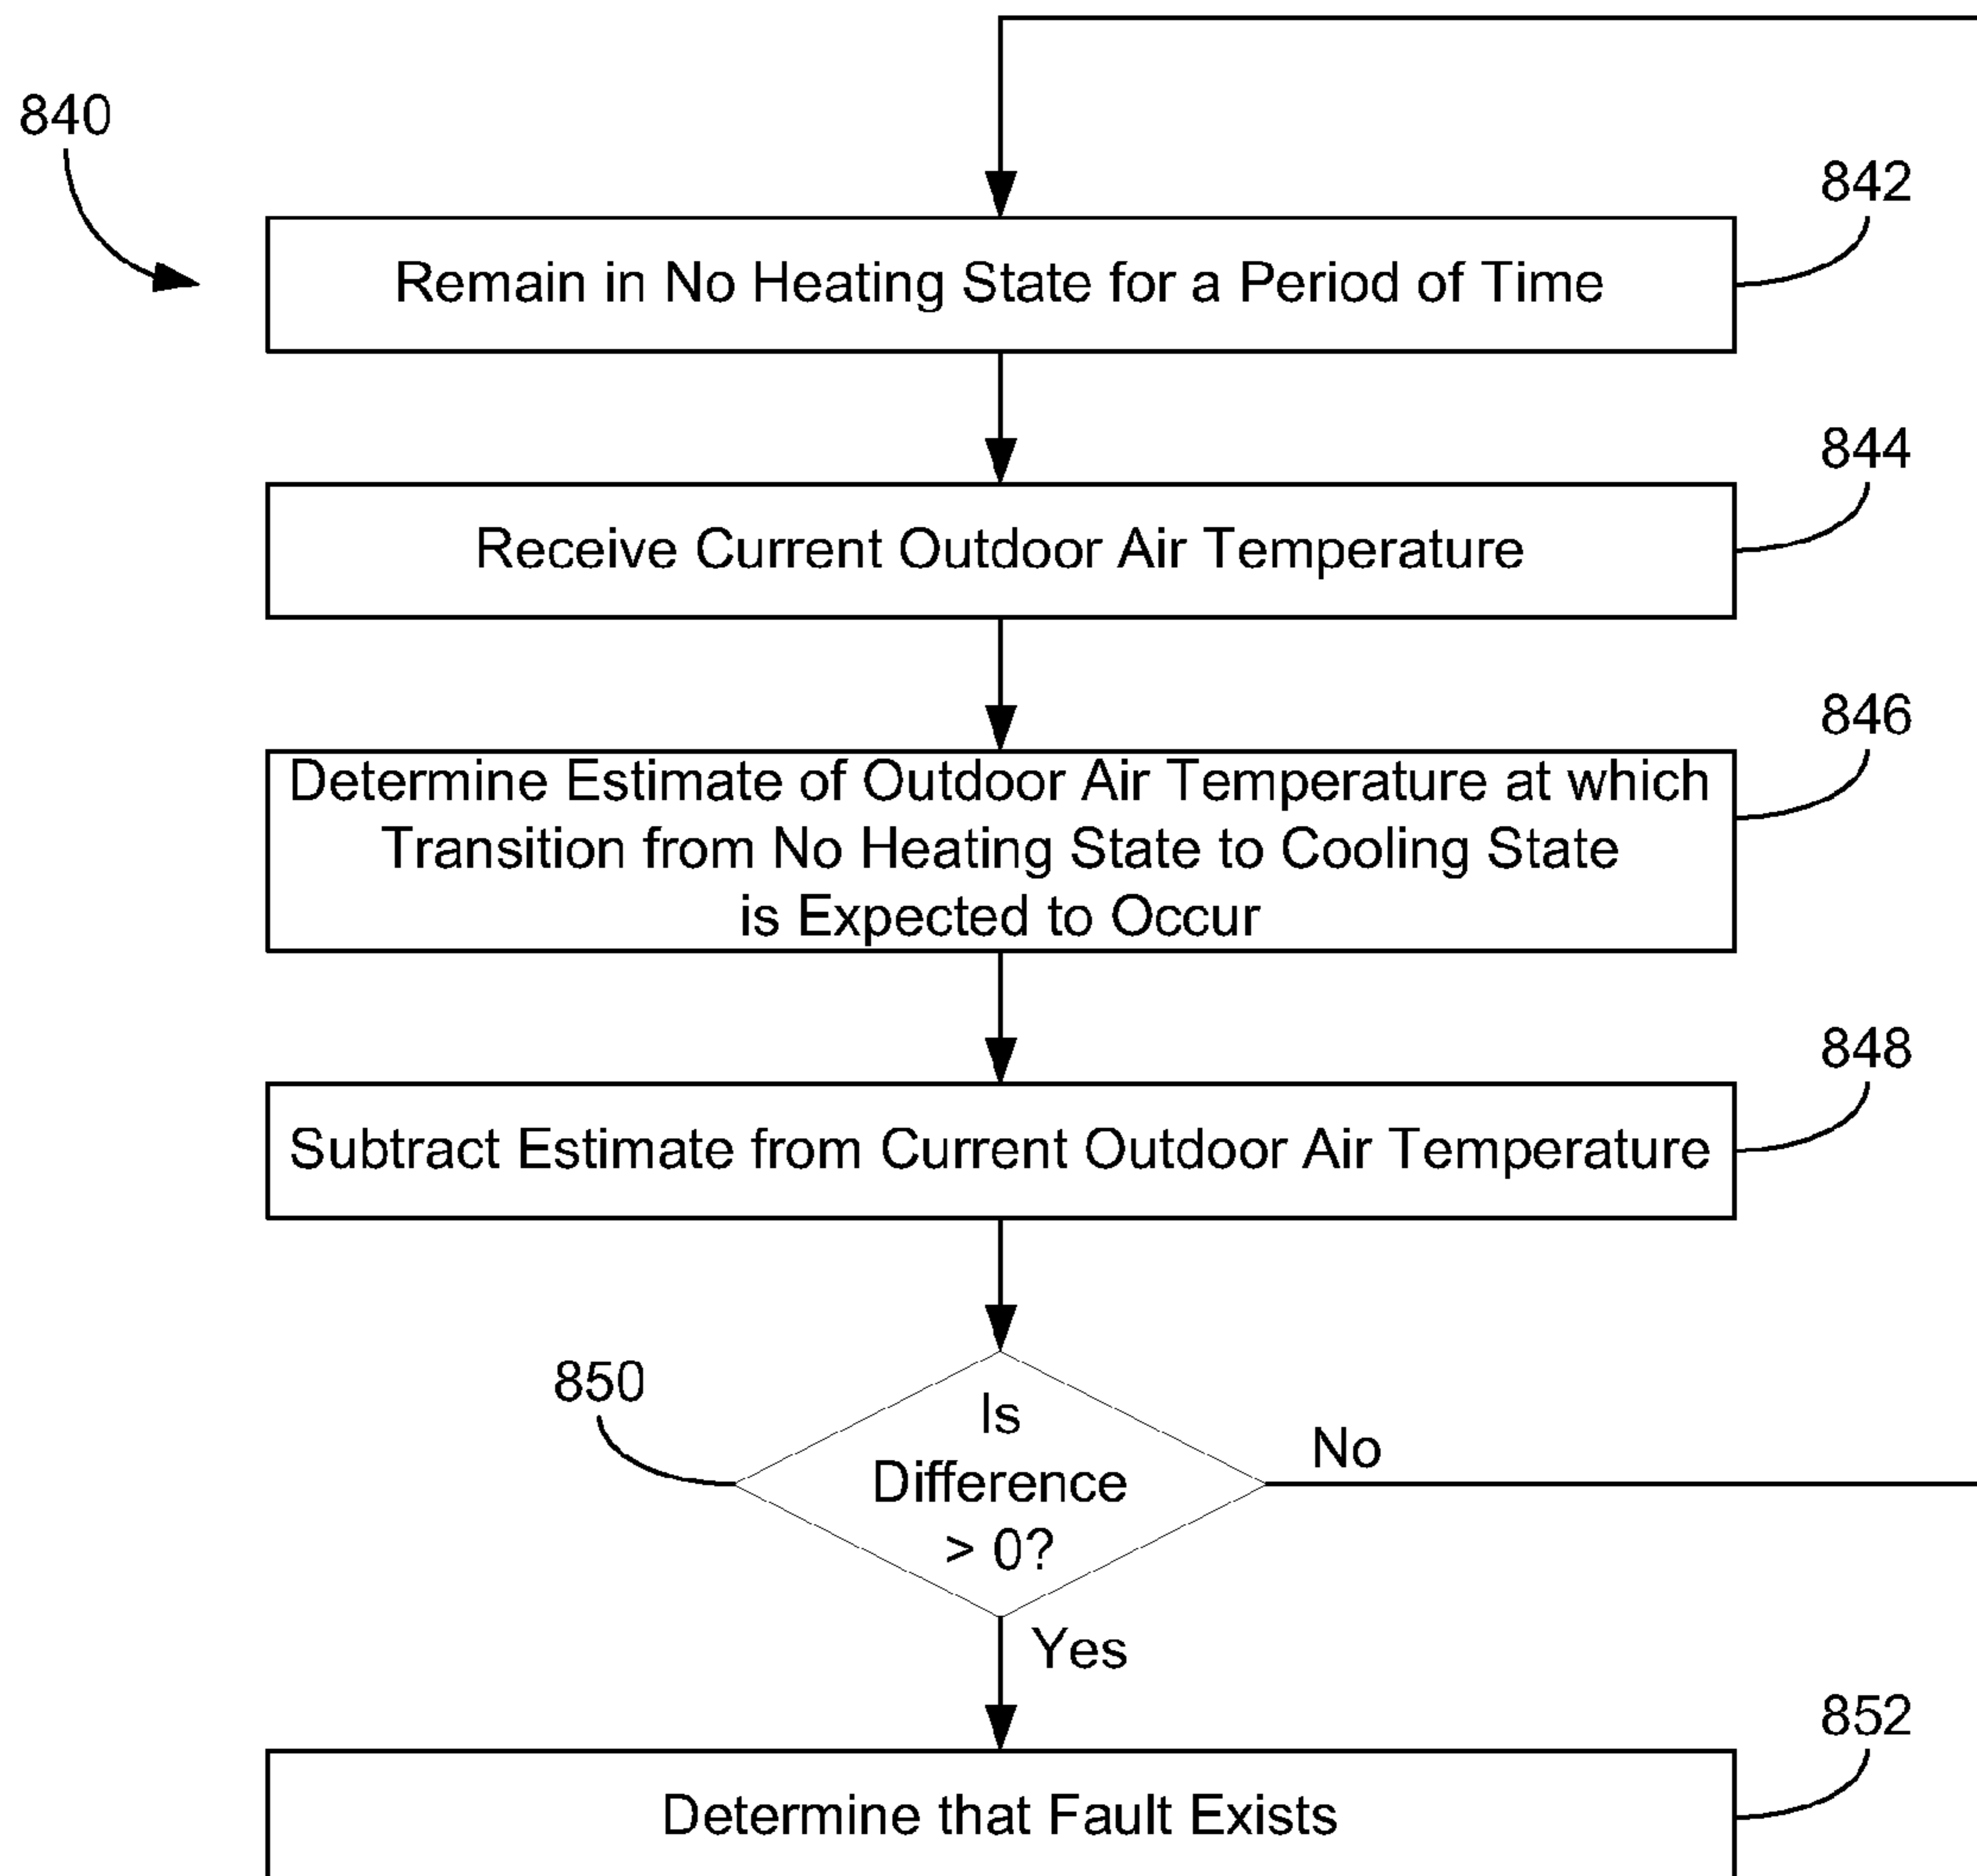 840
842
Remain in No Heating State for a Period of Time
844
Receive Current Outdoor Air Temperature
846
Determine Estimate of Outdoor Air Temperature at which
Transition from No Heating State to Cooling State
is Expected to Occur
848
Subtract Estimate from Current Outdoor Air Temperature
850
Is
Difference
> 0?
No
Yes
852
Determine that Fault Exists